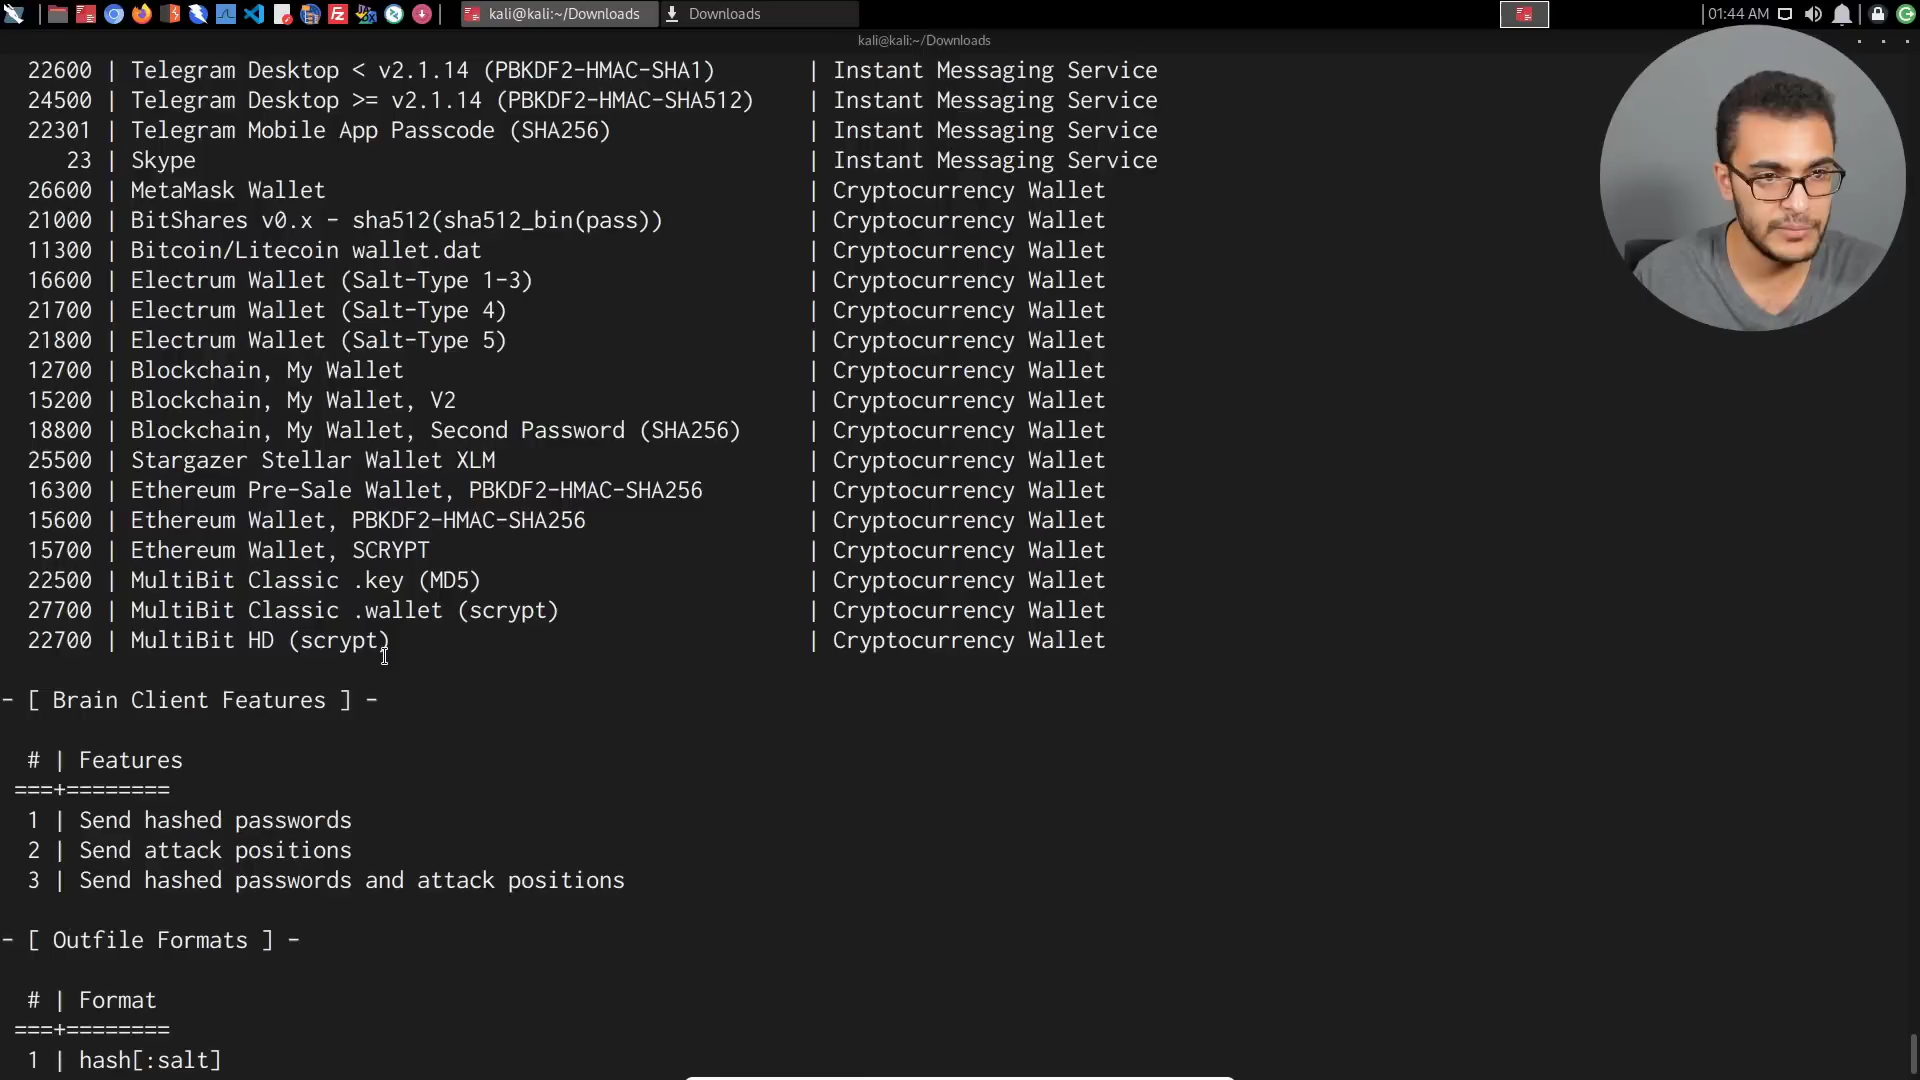 kali@kali:~/Downloads
Downloads
01:44 AM
kali@kali:~/Downloads
22600 | Telegram Desktop < v2.1.14 (PBKDF2-HMAC-SHA1) | Instant Messaging Service
24500 | Telegram Desktop >= v2.1.14 (PBKDF2-HMAC-SHA512) | Instant Messaging Service
22301 | Telegram Mobile App Passcode (SHA256) | Instant Messaging Service
23 | Skype | Instant Messaging Service
26600 | MetaMask Wallet | Cryptocurrency Wallet
21000 | BitShares v0.x - sha512(sha512_bin(pass)) | Cryptocurrency Wallet
11300 | Bitcoin/Litecoin wallet.dat | Cryptocurrency Wallet
16600 | Electrum Wallet (Salt-Type 1-3) | Cryptocurrency Wallet
21700 | Electrum Wallet (Salt-Type 4) | Cryptocurrency Wallet
21800 | Electrum Wallet (Salt-Type 5) | Cryptocurrency Wallet
12700 | Blockchain, My Wallet | Cryptocurrency Wallet
15200 | Blockchain, My Wallet, V2 | Cryptocurrency Wallet
18800 | Blockchain, My Wallet, Second Password (SHA256) | Cryptocurrency Wallet
25500 | Stargazer Stellar Wallet XLM | Cryptocurrency Wallet
16300 | Ethereum Pre-Sale Wallet, PBKDF2-HMAC-SHA256 | Cryptocurrency Wallet
15600 | Ethereum Wallet, PBKDF2-HMAC-SHA256 | Cryptocurrency Wallet
15700 | Ethereum Wallet, SCRYPT | Cryptocurrency Wallet
22500 | MultiBit Classic .key (MD5) | Cryptocurrency Wallet
27700 | MultiBit Classic .wallet (scrypt) | Cryptocurrency Wallet
22700 | MultiBit HD (scrypt) | Cryptocurrency Wallet
- [ Brain Client Features ] -
# | Features
===+========
1 | Send hashed passwords
2 | Send attack positions
3 | Send hashed passwords and attack positions
- [ Outfile Formats ] -
# | Format
===+========
1 | hash[:salt]